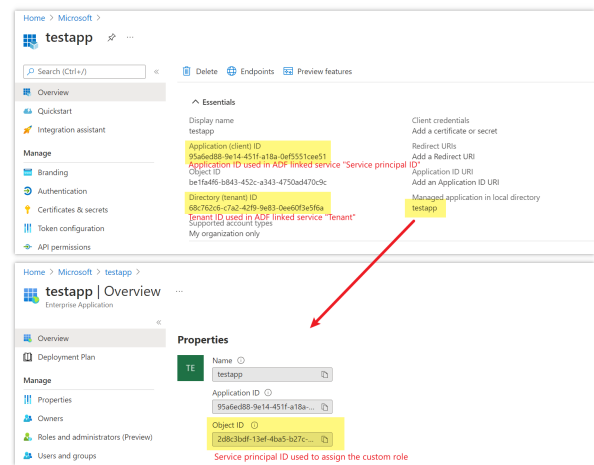 Home > Microsoft >
testapp
Search (Ctrl+/)
«
Delete
Endpoints
Preview features
Overview
Quickstart
Integration assistant
Manage
Branding
Authentication
Certificates & secrets
Token configuration
API permissions
Essentials
Display name
testapp
Application (client) ID
95a6ed88-9e14-451f-a18a-0ef5551cee51
Application ID used in ADF linked service "Service principal ID"
Object ID
be1fa4f6-b843-452c-a343-4750ad470c9c
Directory (tenant) ID
68c762c6-c7a2-42f9-9e83-0ee60f3e5f6a
Tenant ID used in ADF linked service "Tenant"
Supported account types
My organization only
Client credentials
Add a certificate or secret
Redirect URIs
Add a Redirect URI
Application ID URI
Add an Application ID URI
Managed application in local directory
testapp
Home > Microsoft > testapp >
testapp | Overview
...
Enterprise Application
«
Overview
Deployment Plan
Manage
Properties
Owners
Roles and administrators (Preview)
Users and groups
Properties
TE
Name
testapp
Application ID
95a6ed88-9e14-451f-a18a-...
Object ID
2d8c3bdf-13ef-4ba5-b27c-...
Service principal ID used to assign the custom role